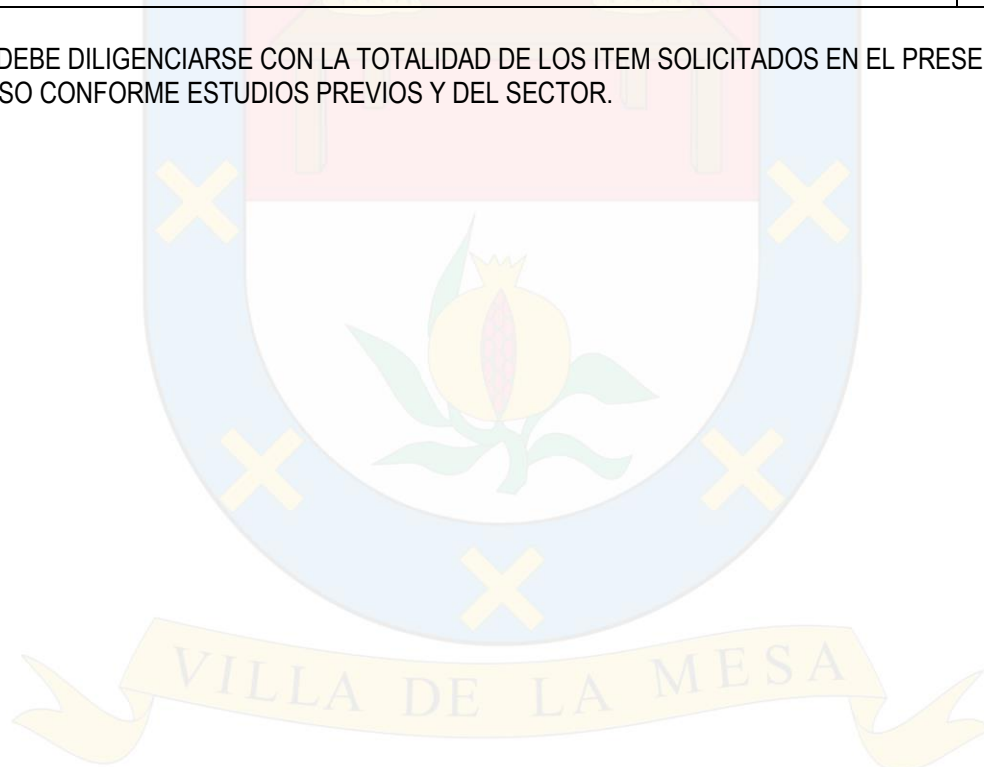 DEBE DILIGENCIARSE CON LA TOTALIDAD DE LOS ITEM SOLICITADOS EN EL PRESE
SO CONFORME ESTUDIOS PREVIOS Y DEL SECTOR.
VILLA DE LA MESA